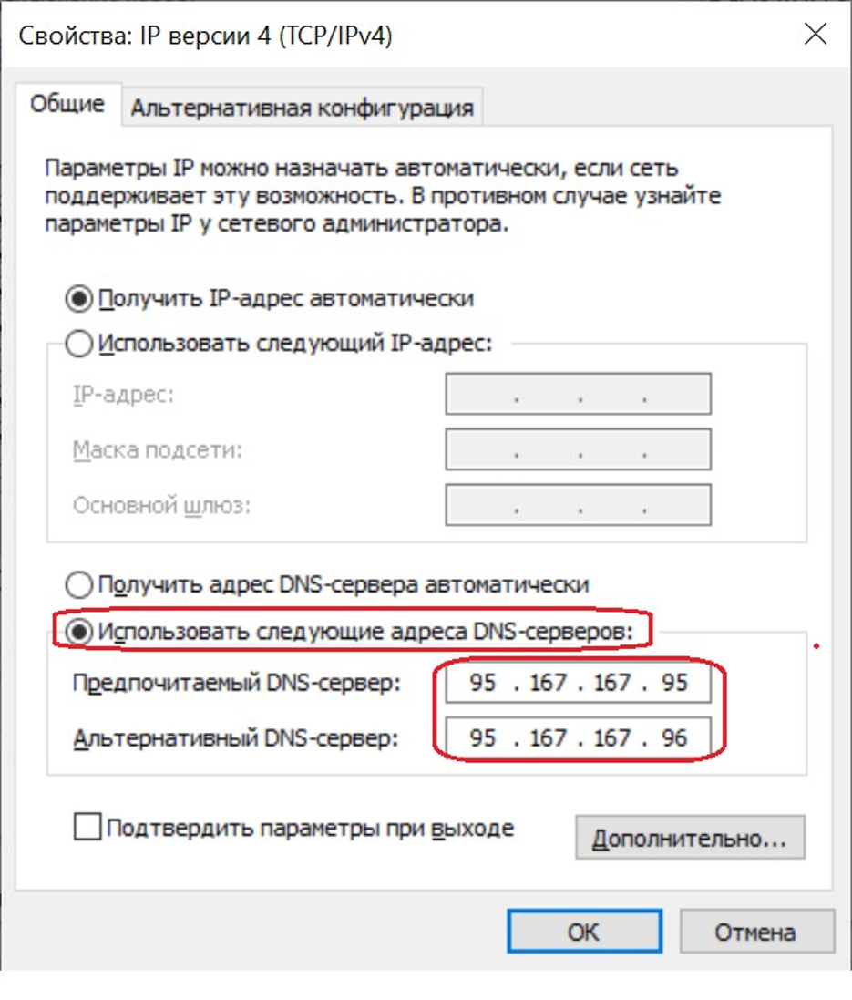 Свойства: IP версии 4 (TCP/IPv4)
Общие
Альтернативная конфигурация
Параметры IP можно назначать автоматически, если сеть
поддерживает эту возможность. В противном случае узнайте
параметры IP у сетевого администратора.
Получить IP-адрес автоматически
Использовать следующий IP-адрес:
IP-адрес: . . .
Маска подсети: . . .
Основной шлюз: . . .
Получить адрес DNS-сервера автоматически
Использовать следующие адреса DNS-серверов:
Предпочитаемый DNS-сервер: 95 . 167 . 167 . 95
Альтернативный DNS-сервер: 95 . 167 . 167 . 96
Подтвердить параметры при выходе
Дополнительно...
ОК
Отмена